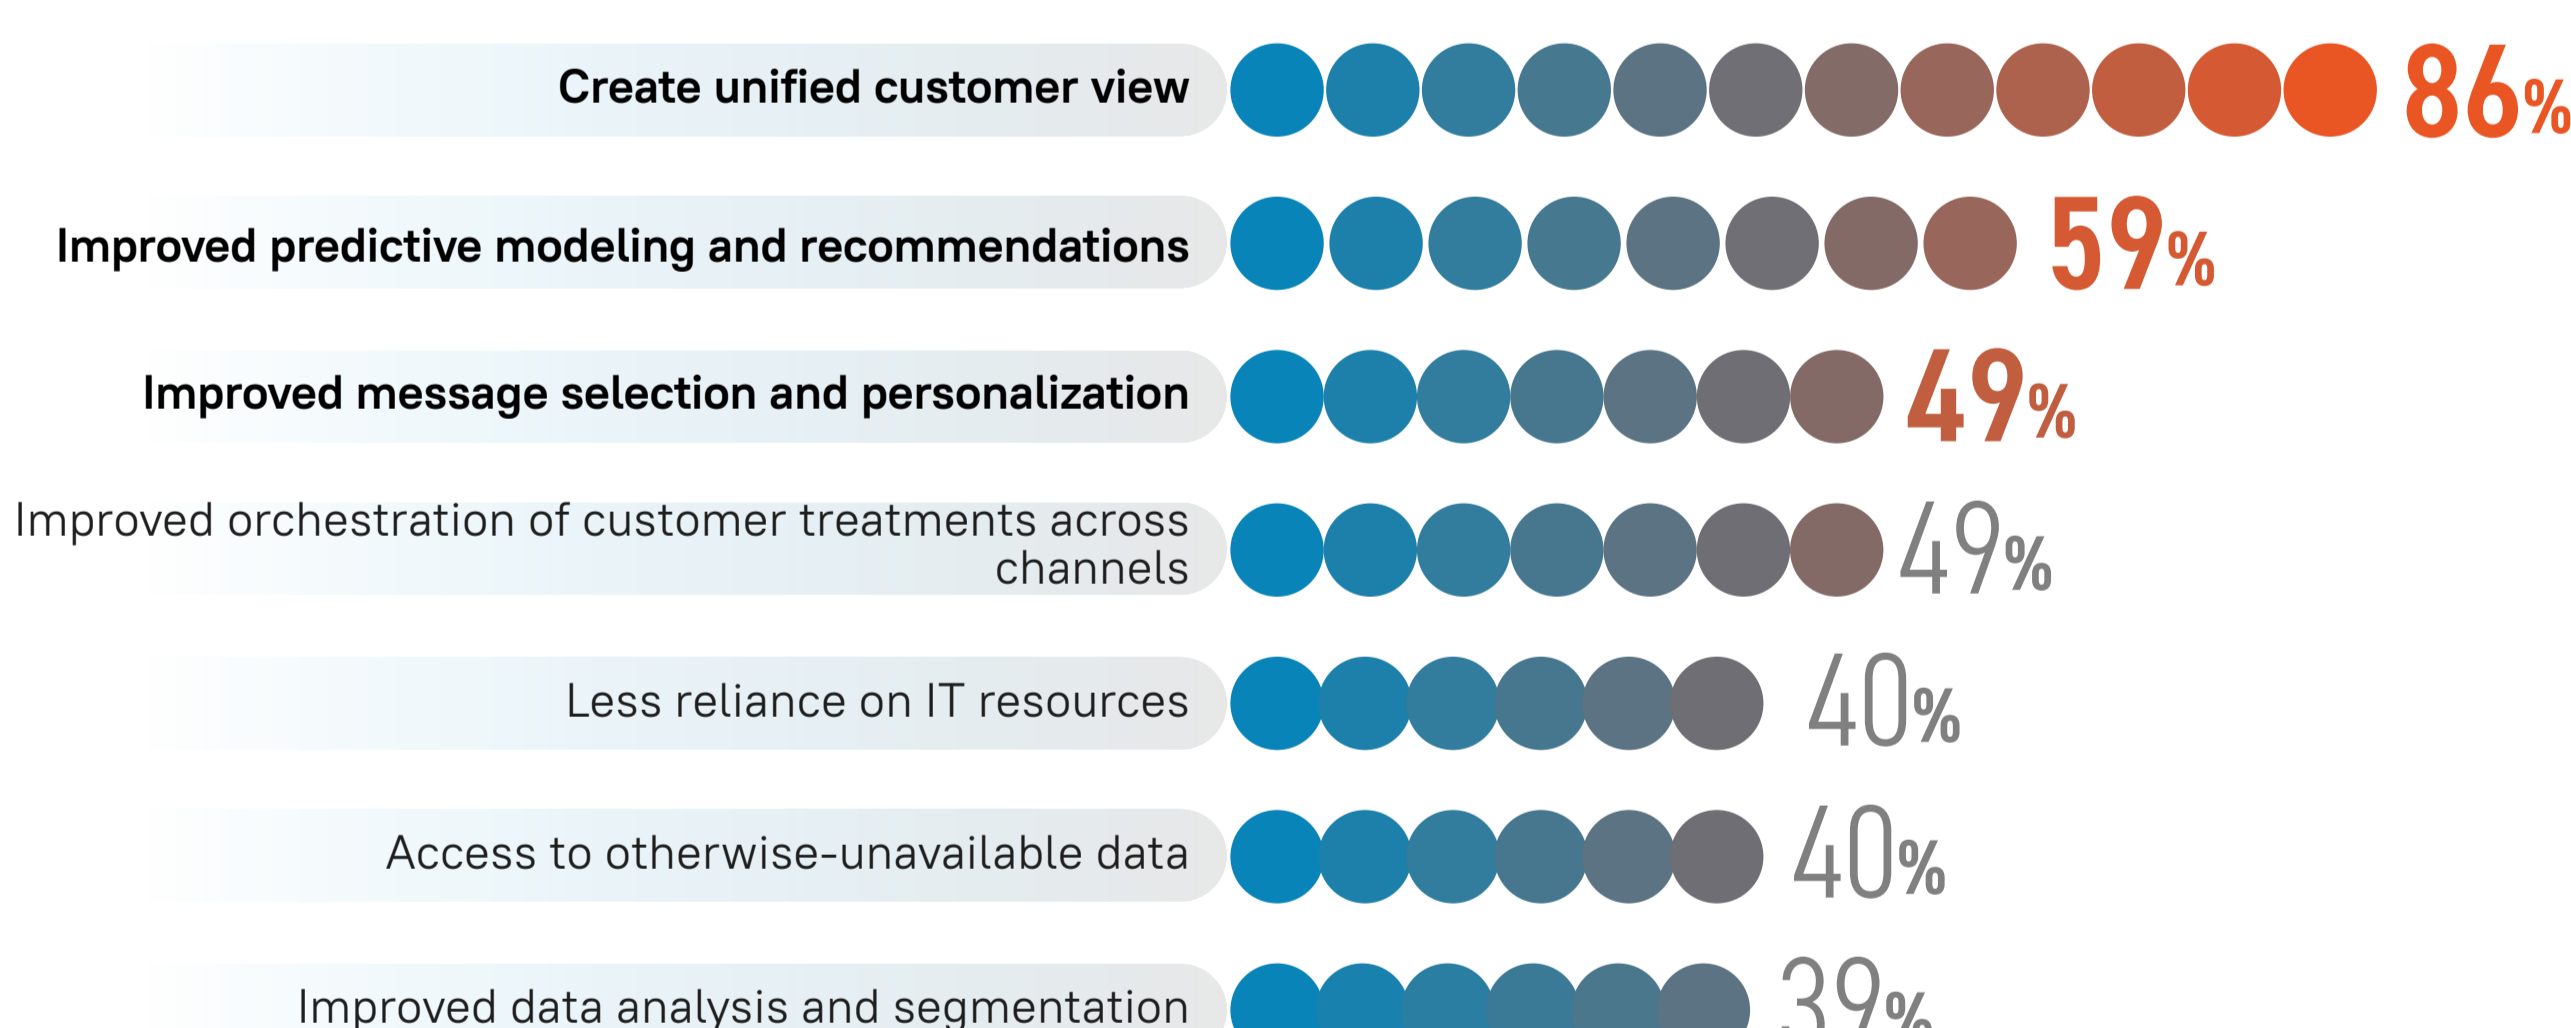 Create unified customer view 86%
Improved predictive modeling and recommendations 59%
Improved message selection and personalization 49%
Improved orchestration of customer treatments across
channels 49%
Less reliance on IT resources 40%
Access to otherwise-unavailable data 40%
Improved data analysis and segmentation 39%